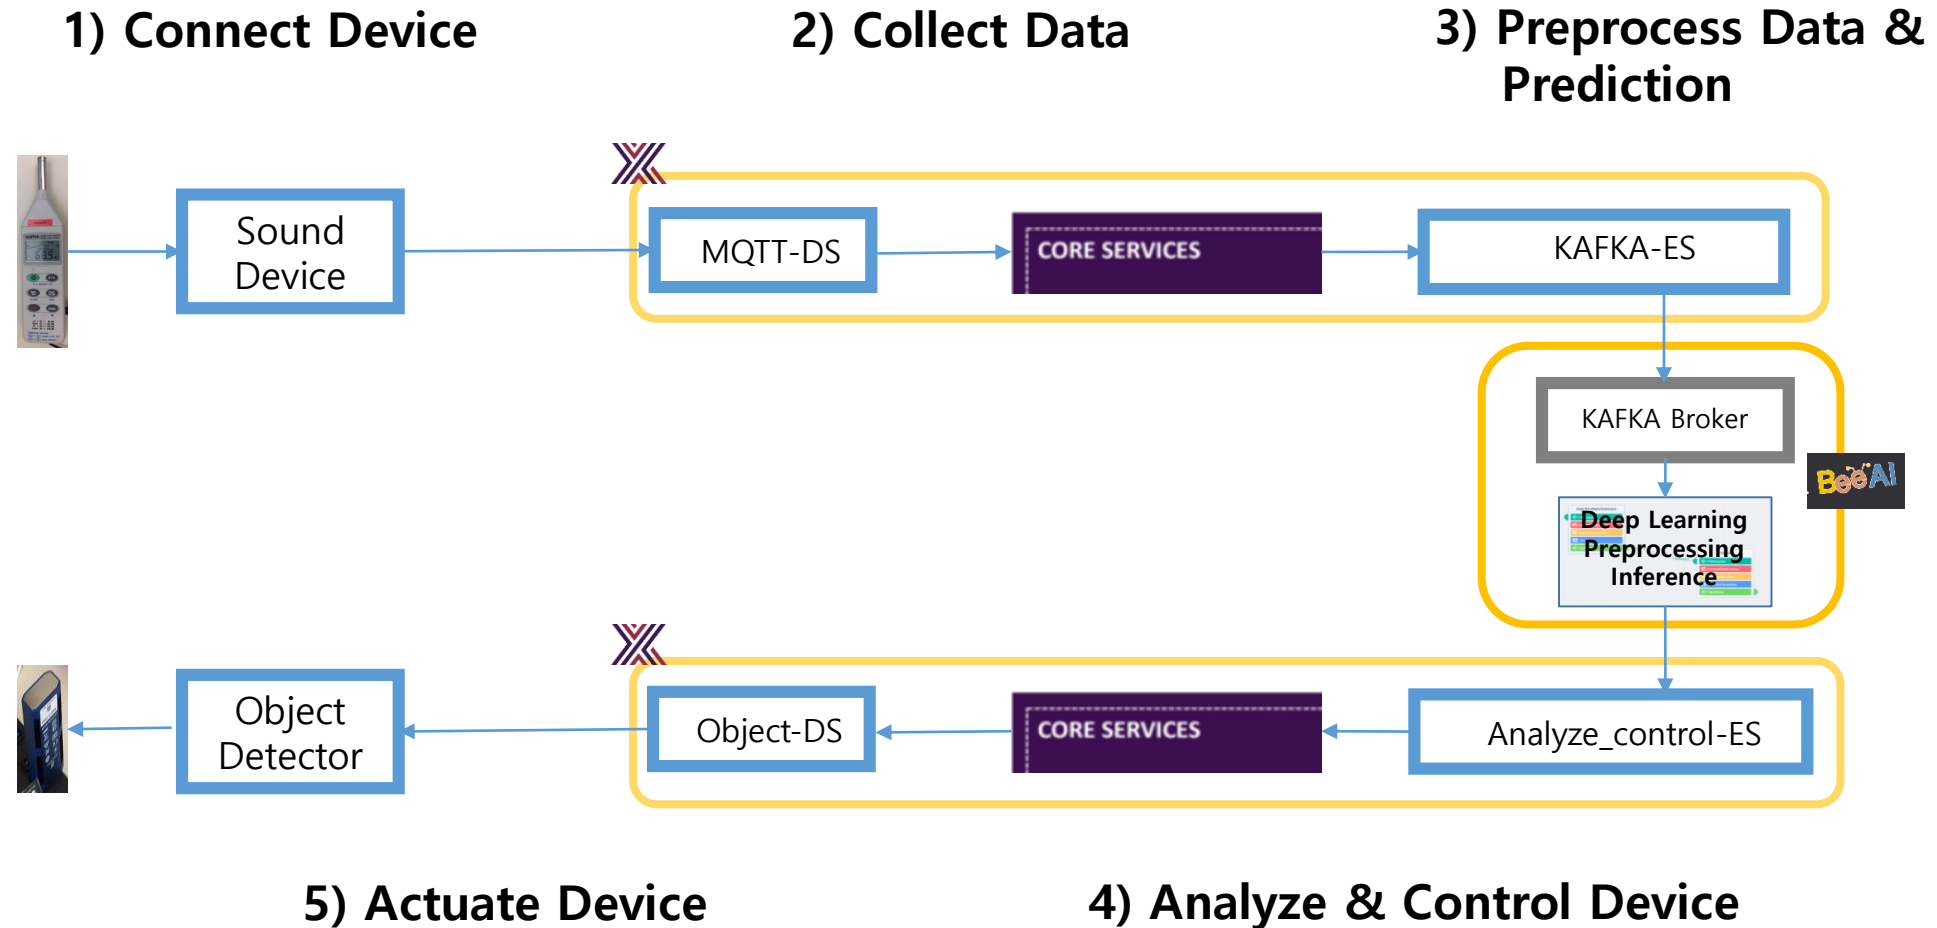 1) Connect Device
2) Collect Data
3) Preprocess Data &
Prediction
Sound
Device
MQTT-DS
CORE SERVICES
KAFKA-ES
KAFKA Broker
BeeAI
Deep Learning
Preprocessing
Inference
Object
Detector
Object-DS
CORE SERVICES
Analyze_control-ES
5) Actuate Device
4) Analyze & Control Device